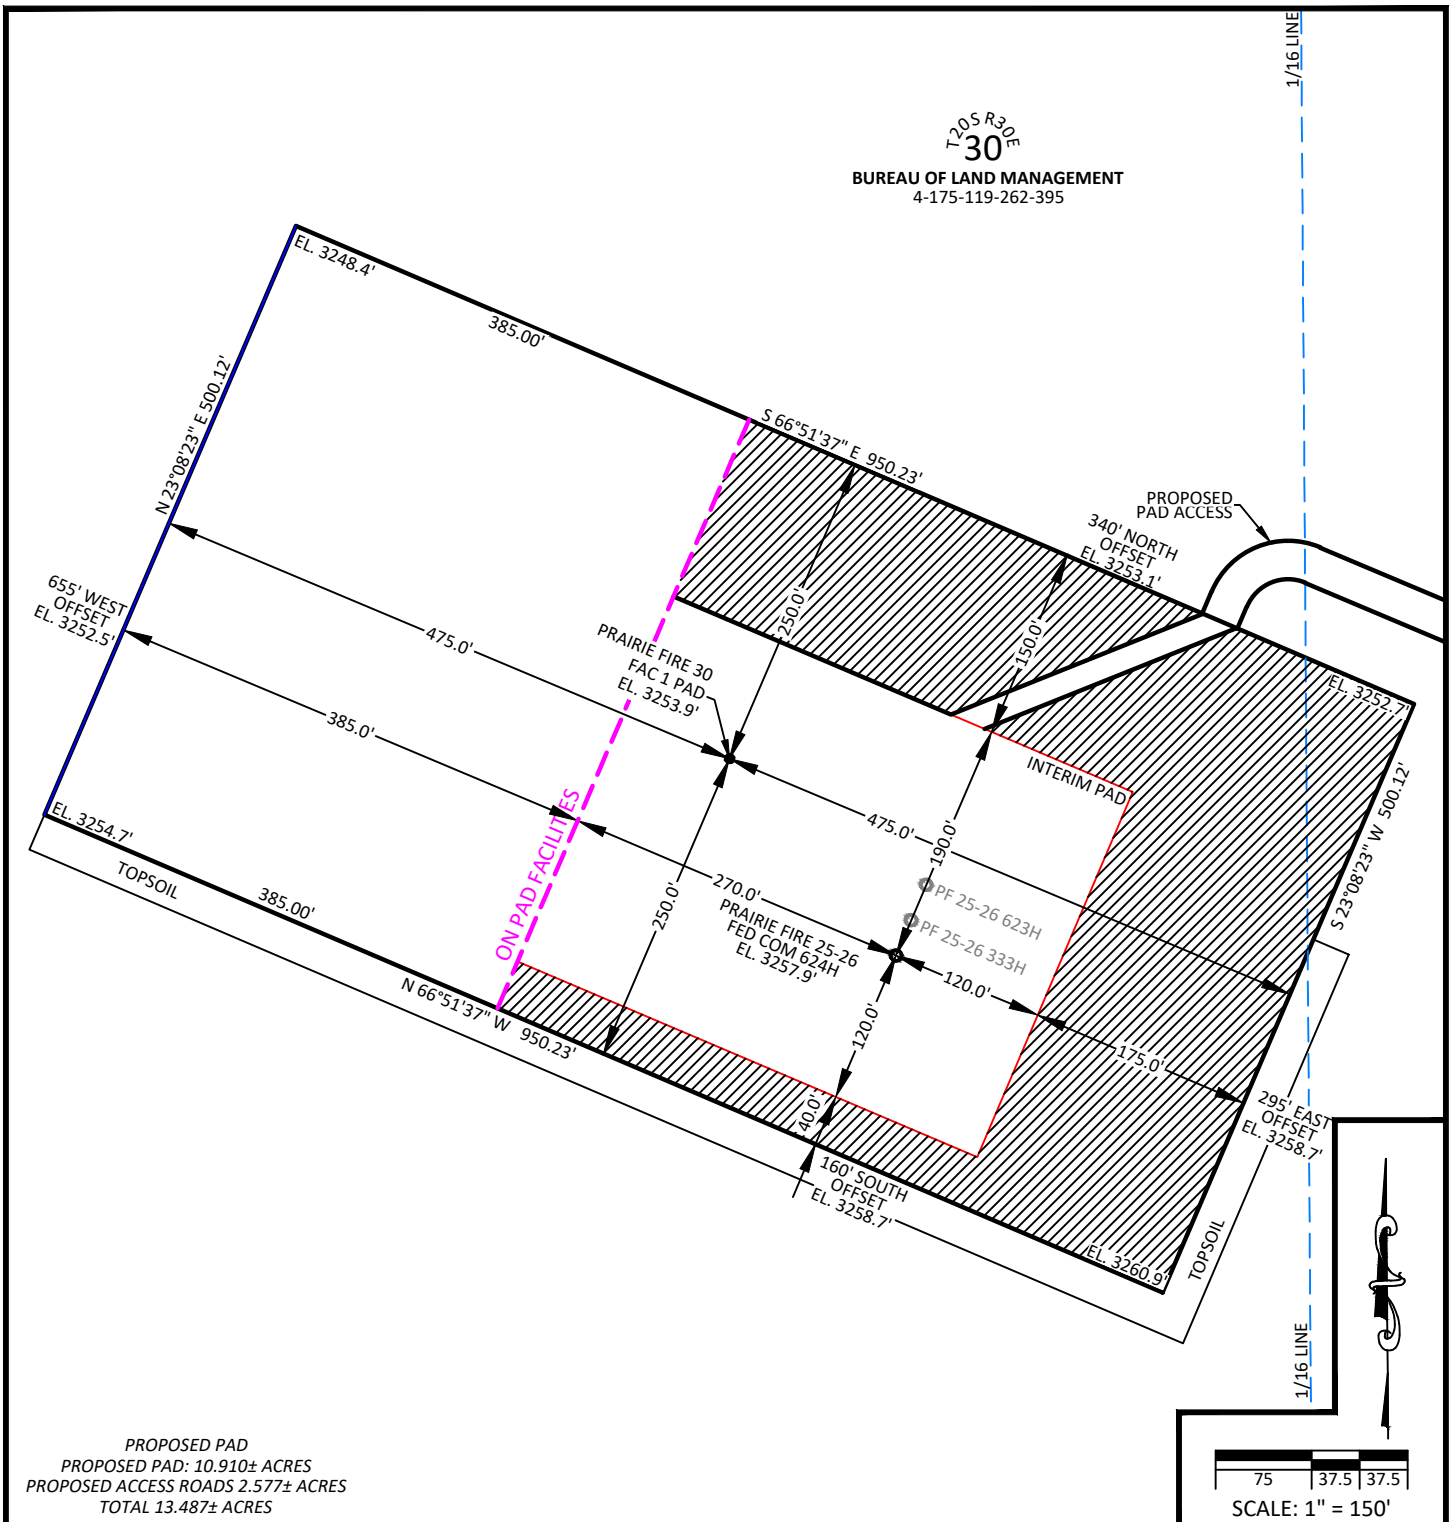 1/16 LINE
T20S R30E
30
BUREAU OF LAND MANAGEMENT
4-175-119-262-395
EL. 3248.4'
385.00'
N 23°08'23" E 500.12'
S 66°51'37" E 950.23'
PROPOSED
PAD ACCESS
340' NORTH
OFFSET
EL. 3253.1'
655' WEST
OFFSET
EL. 3252.5'
475.0'
250.0'
150.0'
PRAIRIE FIRE 30
FAC 1 PAD
EL. 3253.9'
EL. 3252.7'
385.0'
INTERIM PAD
S 23°08'23" W 500.12'
EL. 3254.7'
TOPSOIL
385.00'
ON PAD FACILITIES
475.0'
190.0'
270.0'
250.0'
PF 25-26 623H
PF 25-26 333H
PRAIRIE FIRE 25-26
FED COM 624H
EL. 3257.9'
120.0'
N 66°51'37" W 950.23'
120.0'
175.0'
40.0'
295' EAST
OFFSET
EL. 3258.7'
160' SOUTH
OFFSET
EL. 3258.7'
EL. 3260.9'
TOPSOIL
1/16 LINE
PROPOSED PAD
PROPOSED PAD: 10.910± ACRES
PROPOSED ACCESS ROADS 2.577± ACRES
TOTAL 13.487± ACRES
75 37.5 37.5
SCALE: 1" = 150'